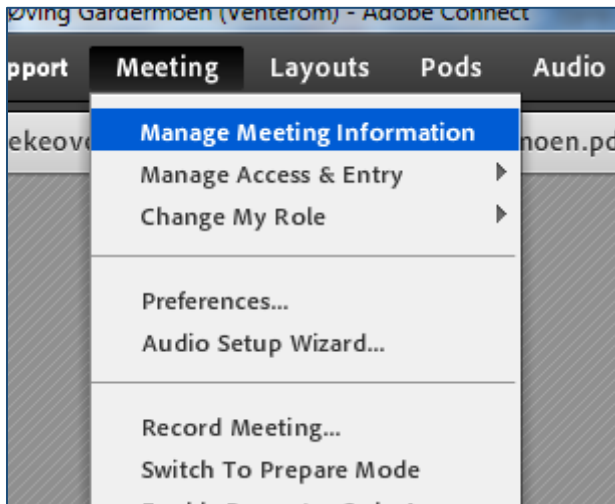 Øving Gardermoen (Venterom) - Adobe Connect
pport Meeting Layouts Pods Audio
ekeov moen.pd
Manage Meeting Information
Manage Access & Entry
Change My Role
Preferences...
Audio Setup Wizard...
Record Meeting...
Switch To Prepare Mode